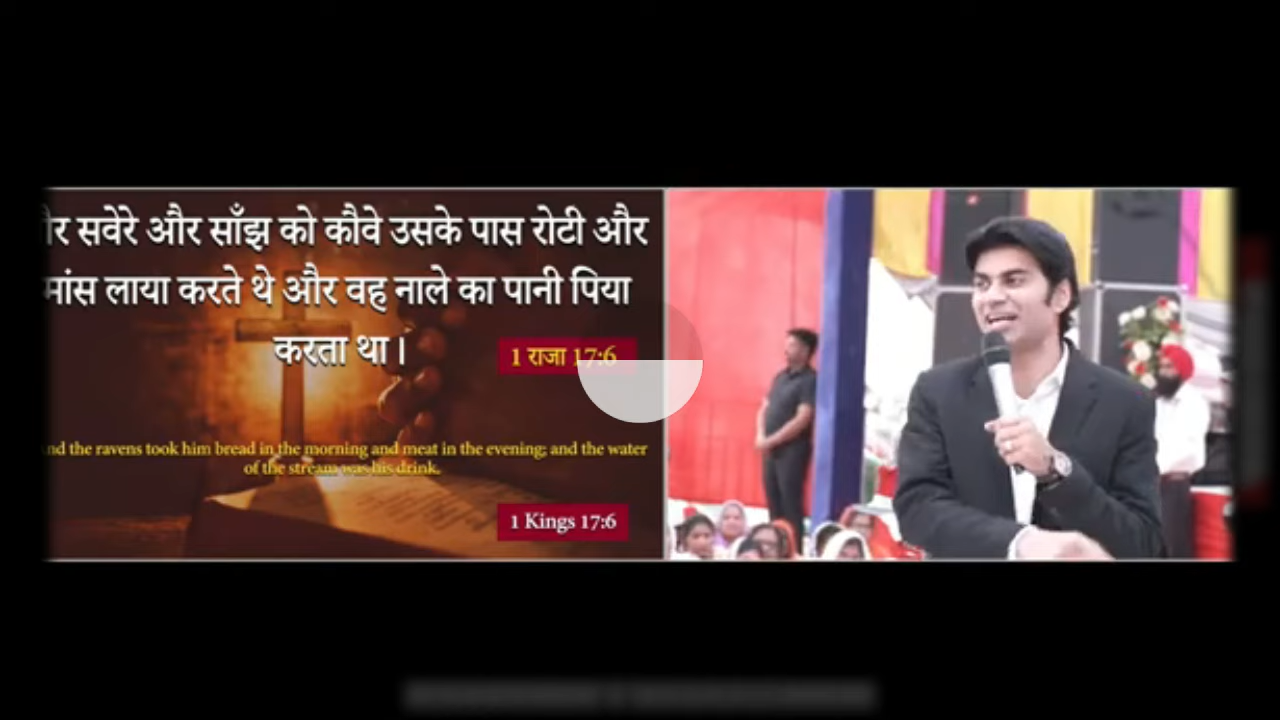 सवेरे और साँझ को कौवे उसके पास रोटी और
मांस लाया करते थे और वह नाले का पानी पिया
करता था।
1 राजा 17:6
the ravens took him bread in the morning and meat in the evening; and the water
of the stream was his drink.
1 Kings 17:6